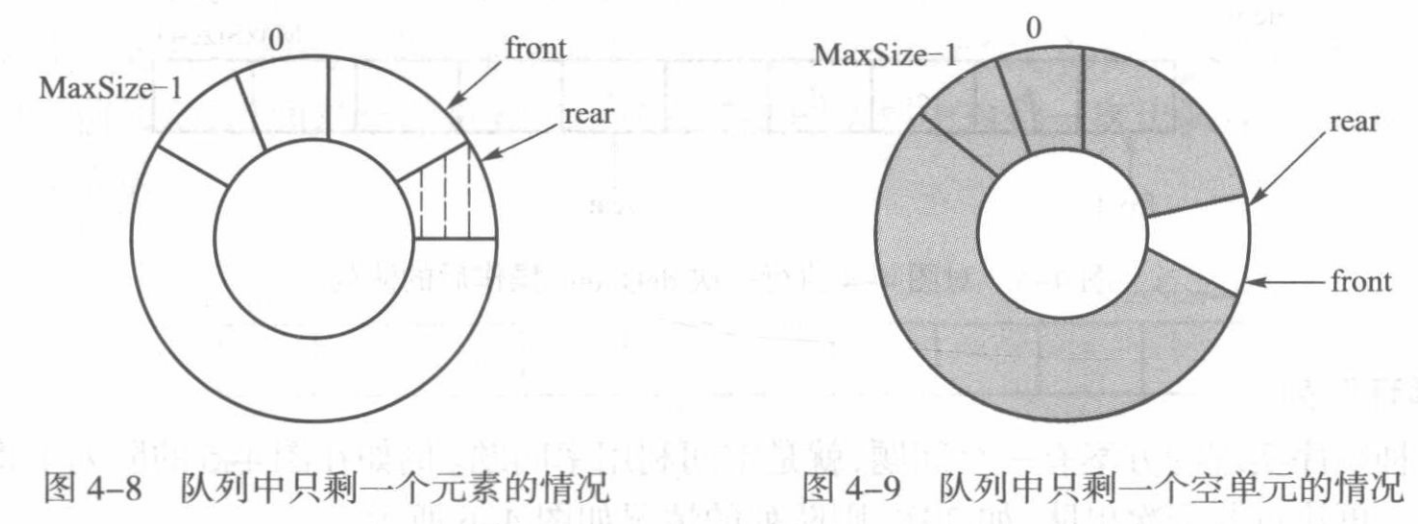 0
MaxSize-1
front
rear
图 4-8 队列中只剩一个元素的情况
0
MaxSize-1
rear
front
图 4-9 队列中只剩一个空单元的情况